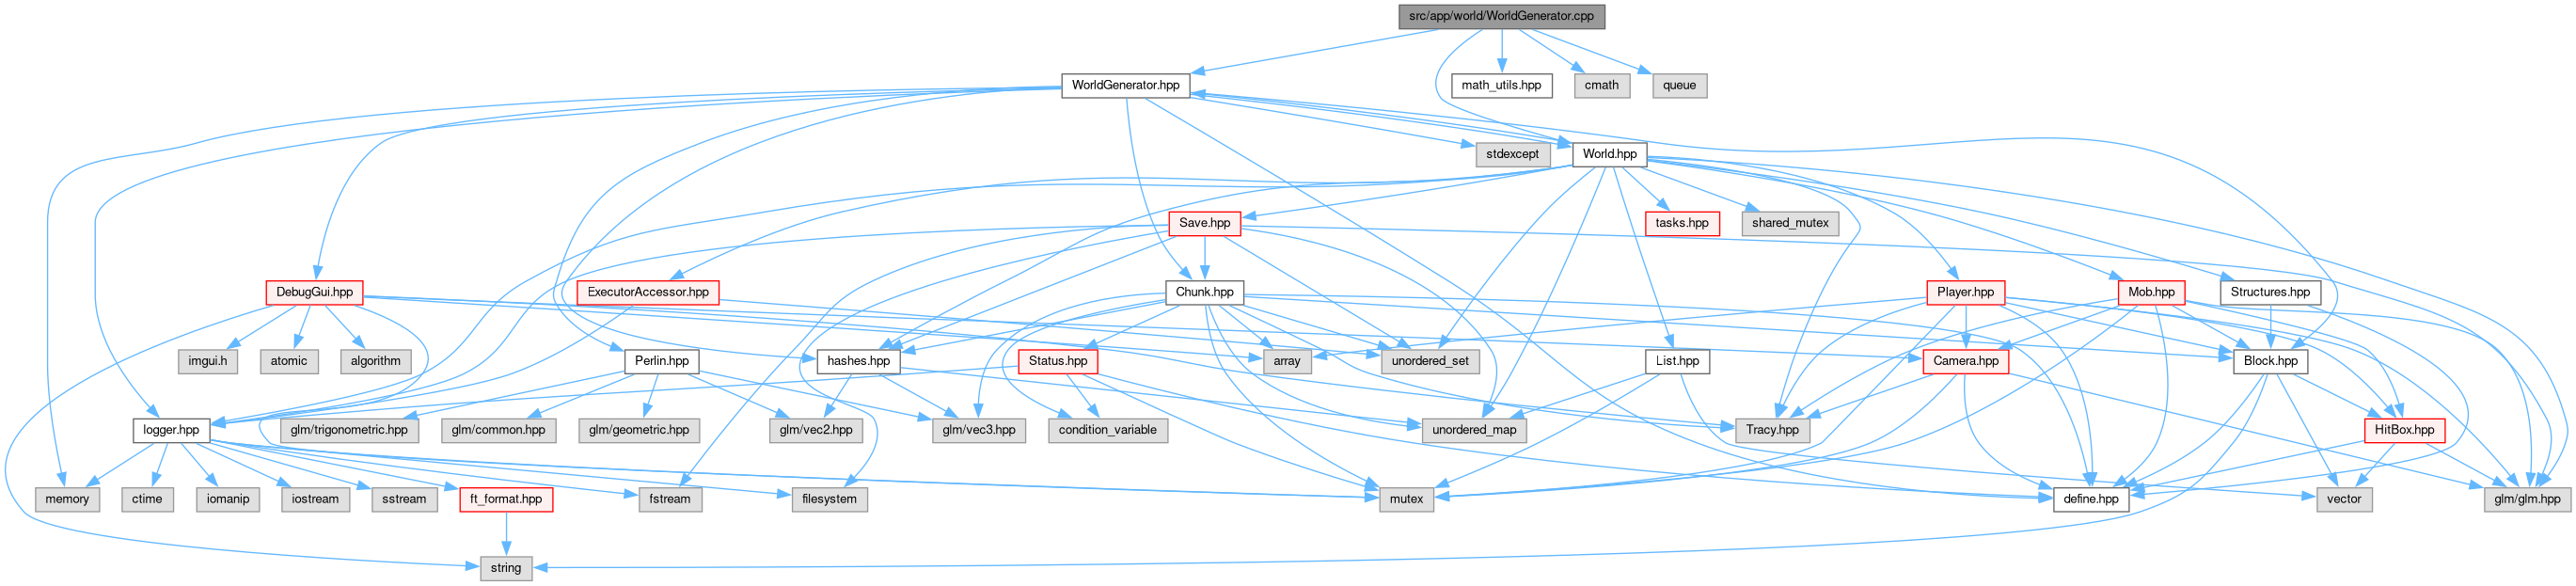 src/app/world/WorldGenerator.cpp
WorldGenerator.hpp
math_utils.hpp
cmath
queue
stdexcept
World.hpp
Save.hpp
tasks.hpp
shared_mutex
DebugGui.hpp
ExecutorAccessor.hpp
Chunk.hpp
Player.hpp
Mob.hpp
Structures.hpp
imgui.h
atomic
algorithm
Perlin.hpp
hashes.hpp
Status.hpp
array
unordered_set
List.hpp
Camera.hpp
Block.hpp
logger.hpp
glm/trigonometric.hpp
glm/common.hpp
glm/geometric.hpp
glm/vec2.hpp
glm/vec3.hpp
condition_variable
unordered_map
Tracy.hpp
HitBox.hpp
memory
ctime
iomanip
iostream
sstream
ft_format.hpp
fstream
filesystem
mutex
define.hpp
vector
glm/glm.hpp
string